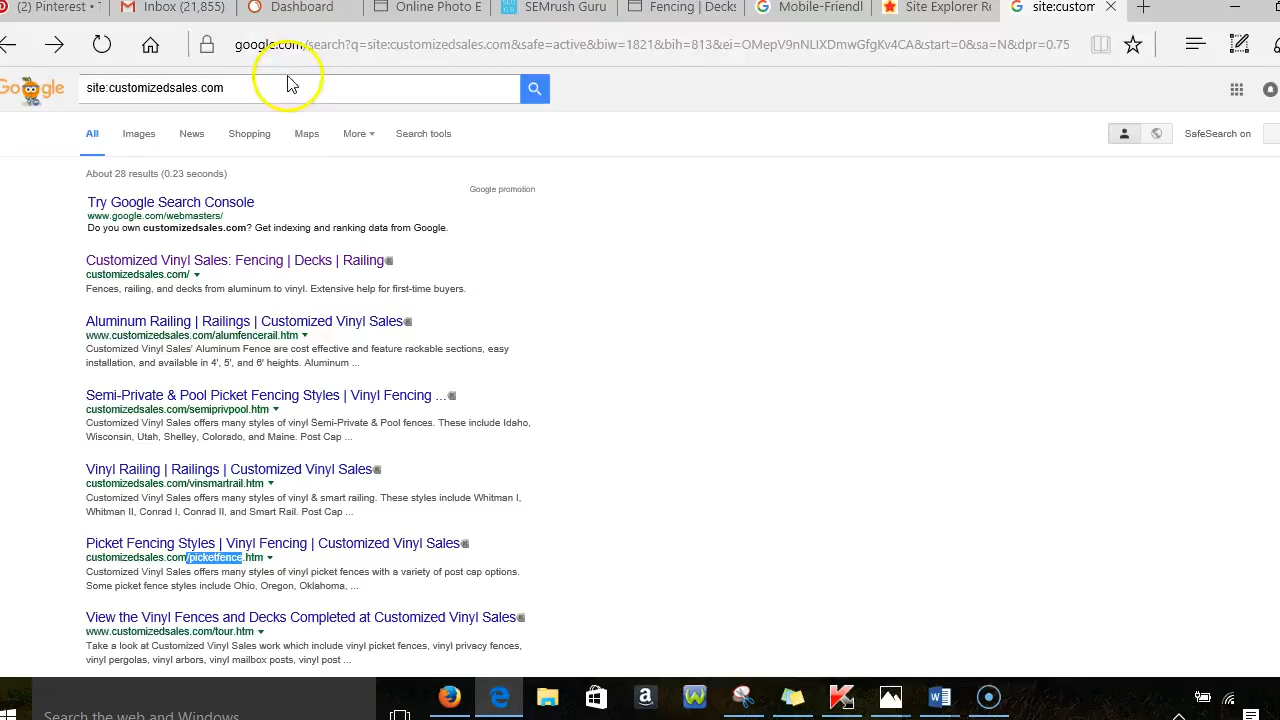 () Pinterest
Inbox (21,855)
Dashboard
Online Photo E
SEMrush Guru
Fencing | Decks
Mobile-Friendl
Site Explorer Re
site:custom
google.com/search?q=site:customizedsales.com&safe=active&biw=1821&bih=813&ei=OMepV9nNLIXDmwGfgKv4CA&start=0&sa=N&dpr=0.75
site:customizedsales.com
All Images News Shopping Maps More Search tools
SafeSearch on
About 28 results (0.23 seconds)
Google promotion
Try Google Search Console
www.google.com/webmasters/
Do you own customizedsales.com? Get indexing and ranking data from Google.
Customized Vinyl Sales: Fencing | Decks | Railing
customizedsales.com/
Fences, railing, and decks from aluminum to vinyl. Extensive help for first-time buyers.
Aluminum Railing | Railings | Customized Vinyl Sales
www.customizedsales.com/alumfencerail.htm
Customized Vinyl Sales' Aluminum Fence are cost effective and feature rackable sections, easy
installation, and available in 4', 5', and 6' heights. Aluminum ...
Semi-Private & Pool Picket Fencing Styles | Vinyl Fencing ...
customizedsales.com/semiprivpool.htm
Customized Vinyl Sales offers many styles of vinyl Semi-Private & Pool fences. These include Idaho,
Wisconsin, Utah, Shelley, Colorado, and Maine. Post Cap ...
Vinyl Railing | Railings | Customized Vinyl Sales
customizedsales.com/vinsmartrail.htm
Customized Vinyl Sales offers many styles of vinyl & smart railing. These styles include Whitman I,
Whitman II, Conrad I, Conrad II, and Smart Rail. Post Cap ...
Picket Fencing Styles | Vinyl Fencing | Customized Vinyl Sales
customizedsales.com/picketfence.htm
Customized Vinyl Sales offers many styles of vinyl picket fences with a variety of post cap options.
Some picket fence styles include Ohio, Oregon, Oklahoma, ...
View the Vinyl Fences and Decks Completed at Customized Vinyl Sales
www.customizedsales.com/tour.htm
Take a look at Customized Vinyl Sales work which include vinyl picket fences, vinyl privacy fences,
vinyl pergolas, vinyl arbors, vinyl mailbox posts, vinyl post ...
Search the web and Windows